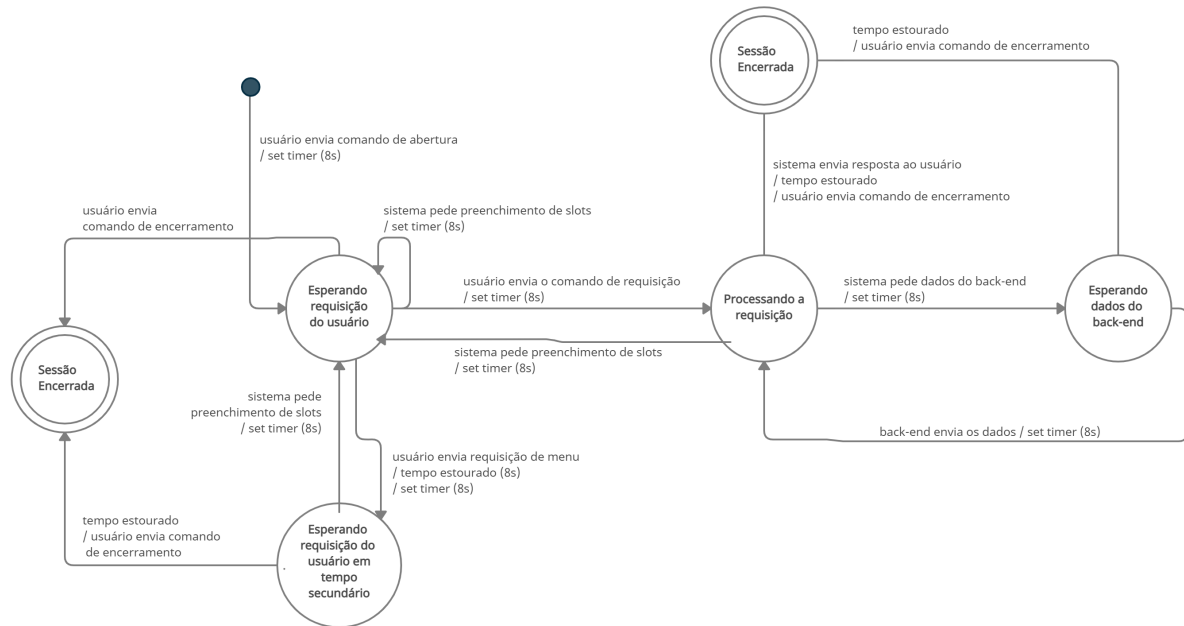 tempo estourado
/ usuário envia comando de encerramento
Sessão
Encerrada
usuário envia comando de abertura
/ set timer (8s)
sistema envia resposta ao usuário
/ tempo estourado
/ usuário envia comando de encerramento
usuário envia
comando de encerramento
sistema pede preenchimento de slots
/ set timer (8s)
Esperando
requisição
do usuário
usuário envia o comando de requisição
/ set timer (8s)
Processando a
requisição
sistema pede dados do back-end
/ set timer (8s)
Esperando
dados do
back-end
sistema pede preenchimento de slots
/ set timer (8s)
Sessão
Encerrada
sistema pede
preenchimento de slots
/ set timer (8s)
back-end envia os dados / set timer (8s)
usuário envia requisição de menu
/ tempo estourado (8s)
/ set timer (8s)
tempo estourado
/ usuário envia comando
de encerramento
Esperando
requisição do
usuário em
tempo
secundário